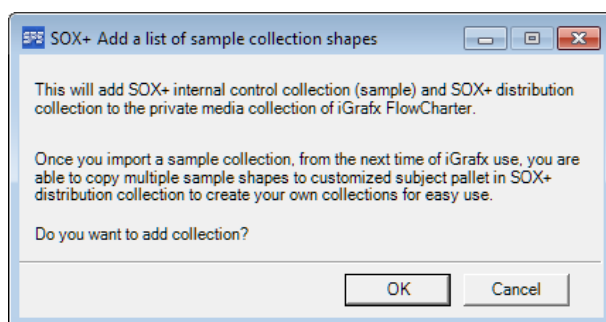 SOX+ Add a list of sample collection shapes
This will add SOX+ internal control collection (sample) and SOX+ distribution
collection to the private media collection of iGrafx FlowCharter.
Once you import a sample collection, from the next time of iGrafx use, you are
able to copy multiple sample shapes to customized subject pallet in SOX+
distribution collection to create your own collections for easy use.
Do you want to add collection?
OK Cancel